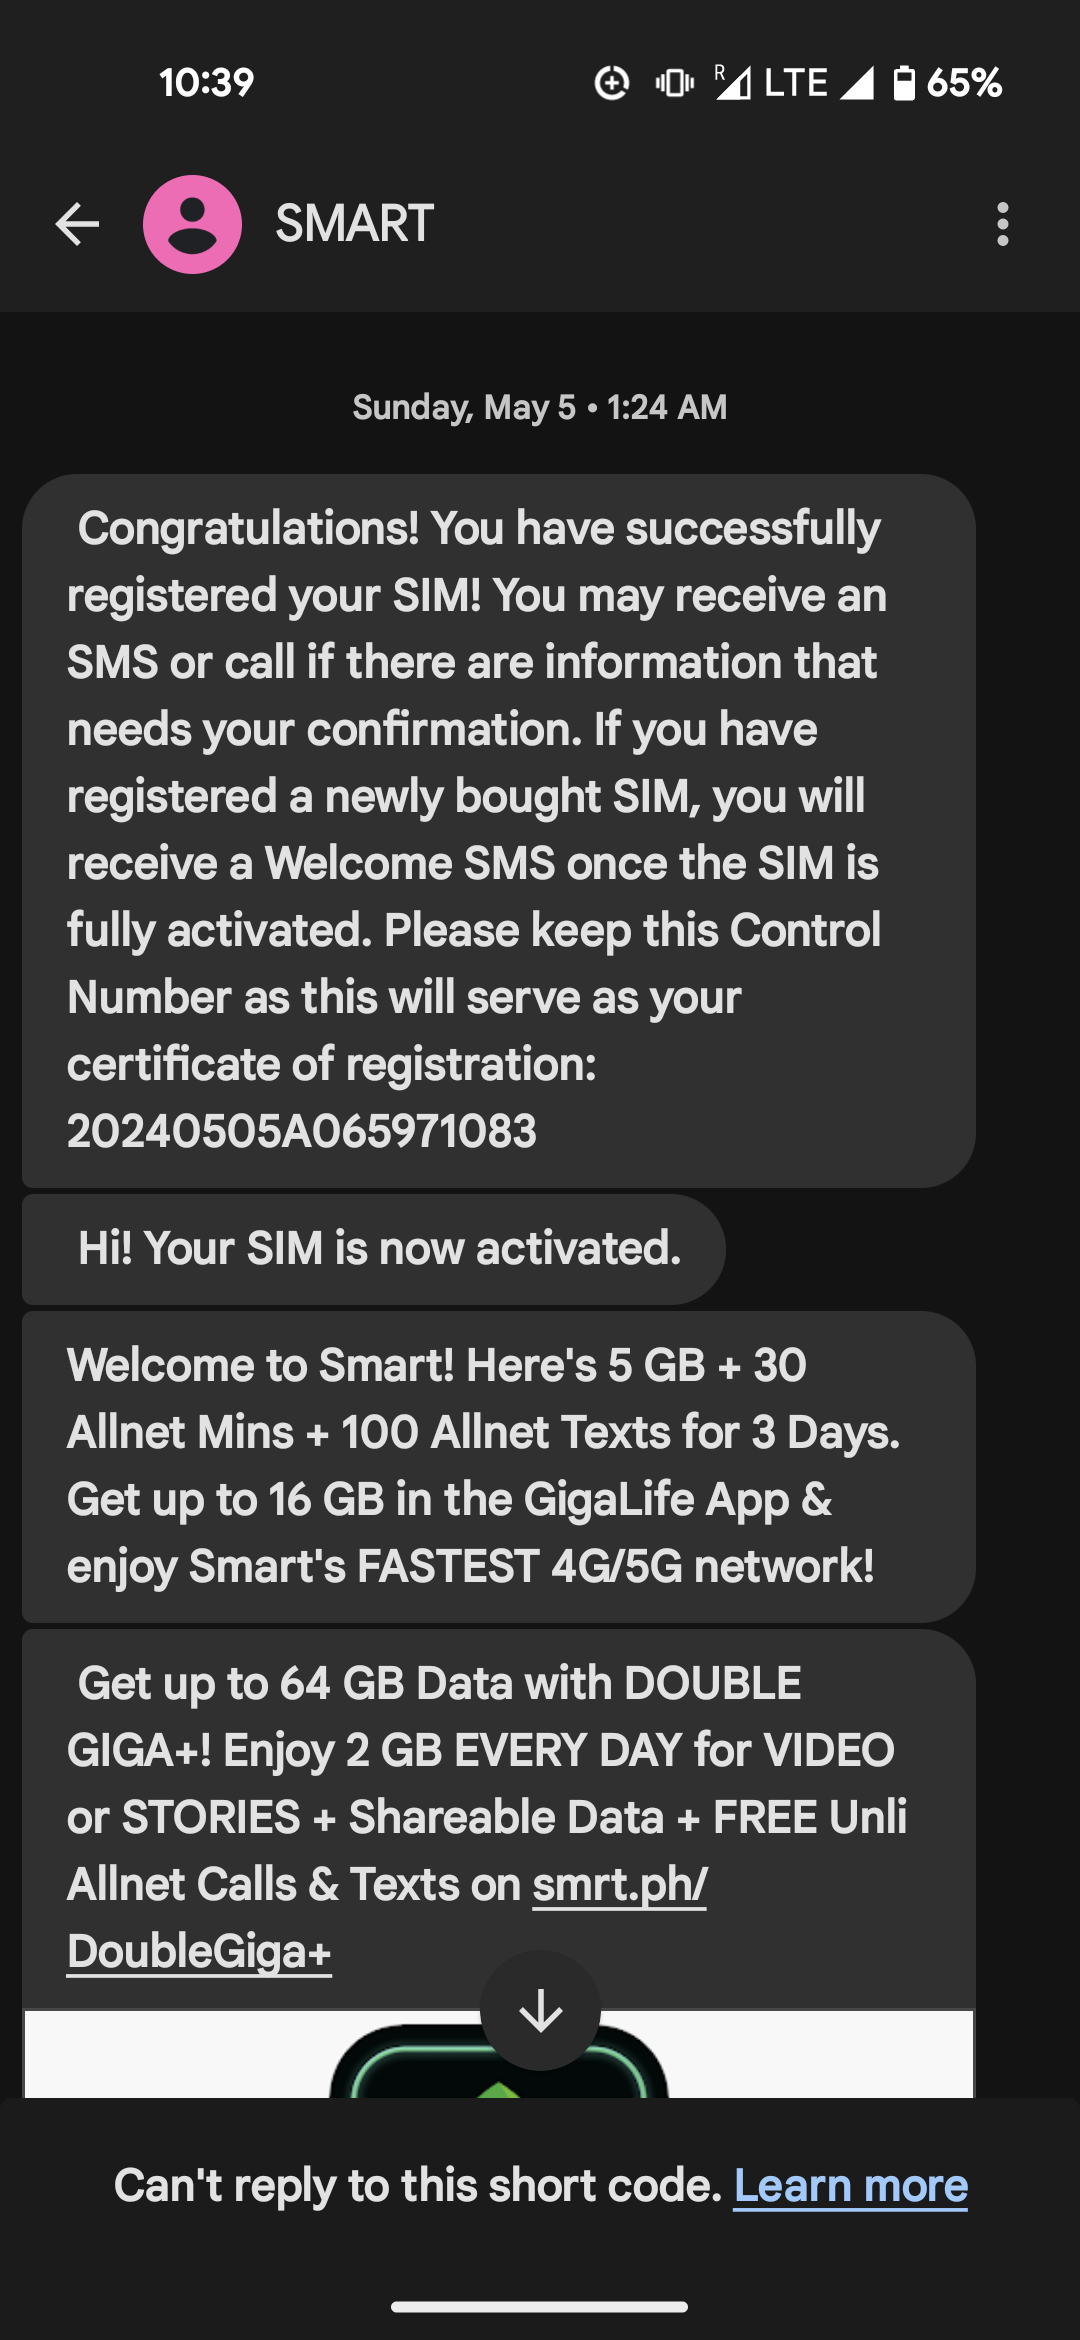 10:39
R LTE 65%
SMART
Sunday, May 5 • 1:24 AM
Congratulations! You have successfully
registered your SIM! You may receive an
SMS or call if there are information that
needs your confirmation. If you have
registered a newly bought SIM, you will
receive a Welcome SMS once the SIM is
fully activated. Please keep this Control
Number as this will serve as your
certificate of registration:
20240505A065971083
Hi! Your SIM is now activated.
Welcome to Smart! Here's 5 GB + 30
Allnet Mins + 100 Allnet Texts for 3 Days.
Get up to 16 GB in the GigaLife App &
enjoy Smart's FASTEST 4G/5G network!
Get up to 64 GB Data with DOUBLE
GIGA+! Enjoy 2 GB EVERY DAY for VIDEO
or STORIES + Shareable Data + FREE Unli
Allnet Calls & Texts on smrt.ph/
DoubleGiga+
Can't reply to this short code. Learn more